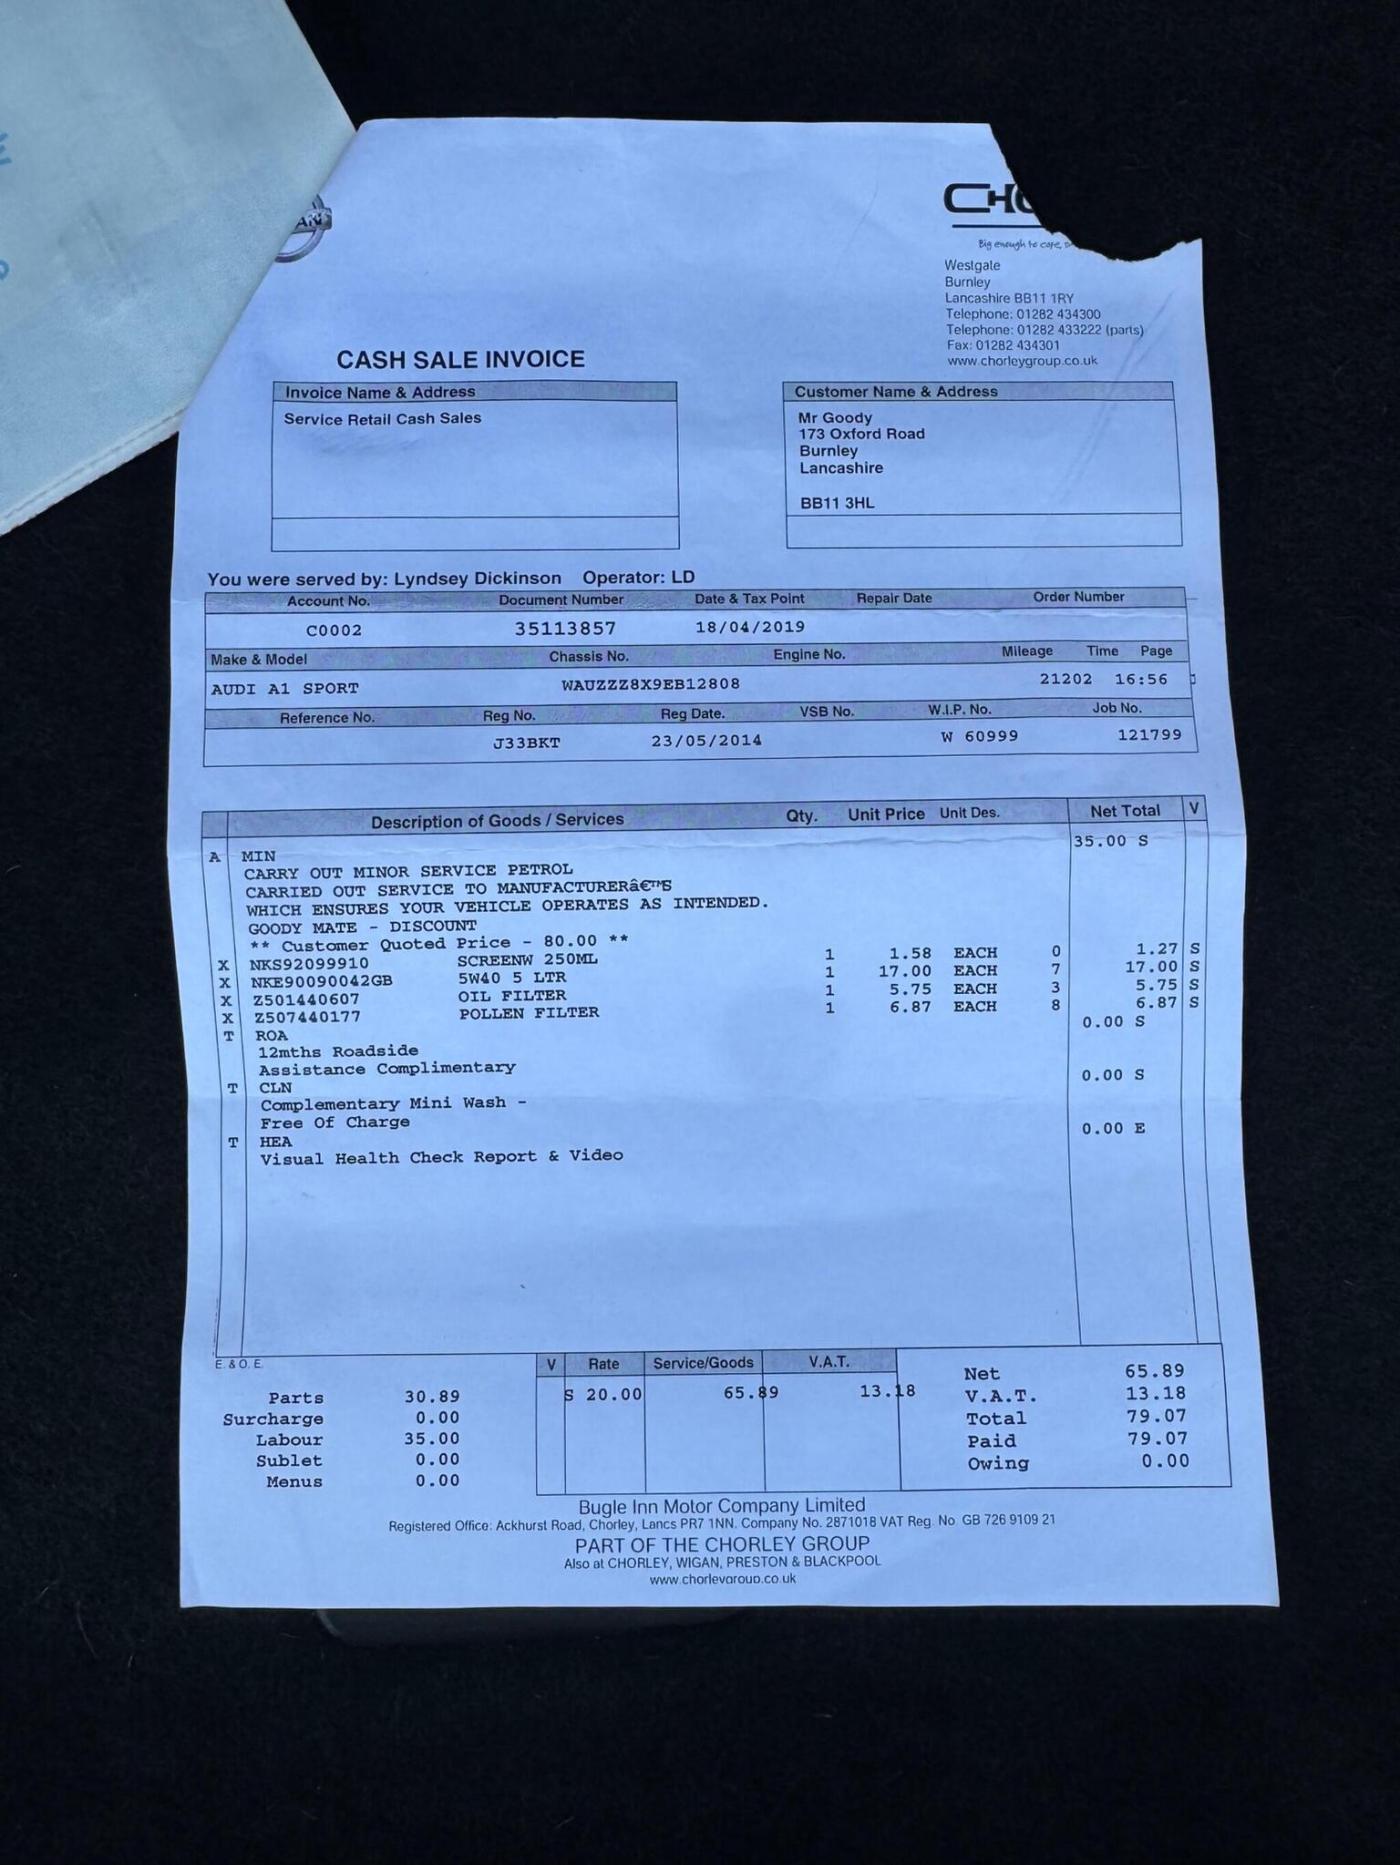 CASH SALE INVOICE
Big enough to care,
Westgate
Burnley
Lancashire BB11 1RY
Telephone: 01282 434300
Telephone: 01282 433222 (parts)
Fax: 01282 434301
www.chorleygroup.co.uk
Invoice Name & Address
Service Retail Cash Sales
Customer Name & Address
Mr Goody
173 Oxford Road
Burnley
Lancashire
BB11 3HL
You were served by: Lyndsey Dickinson Operator: LD
Account No. Document Number Date & Tax Point Repair Date Order Number
C0002 35113857 18/04/2019
Make & Model Chassis No. Engine No. Mileage Time Page
AUDI A1 SPORT WAUZZZ8X9EB12808 21202 16:56
Reference No. Reg No. Reg Date. VSB No. W.I.P. No. Job No.
J33BKT 23/05/2014 W 60999 121799
Description of Goods / Services Qty. Unit Price Unit Des. Net Total V
A MIN 35.00 S
CARRY OUT MINOR SERVICE PETROL
CARRIED OUT SERVICE TO MANUFACTURERâ€™S
WHICH ENSURES YOUR VEHICLE OPERATES AS INTENDED.
GOODY MATE - DISCOUNT
** Customer Quoted Price - 80.00 **
X NKS92099910 SCREENW 250ML 1 1.58 EACH 0 1.27 S
X NKE90090042GB 5W40 5 LTR 1 17.00 EACH 7 17.00 S
X Z501440607 OIL FILTER 1 5.75 EACH 3 5.75 S
X Z507440177 POLLEN FILTER 1 6.87 EACH 8 6.87 S
T ROA 0.00 S
12mths Roadside
Assistance Complimentary
T CLN 0.00 S
Complementary Mini Wash -
Free Of Charge
T HEA 0.00 E
Visual Health Check Report & Video
E. & O. E.
Parts 30.89
Surcharge 0.00
Labour 35.00
Sublet 0.00
Menus 0.00
V Rate Service/Goods V.A.T.
S 20.00 65.89 13.18
Net 65.89
V.A.T. 13.18
Total 79.07
Paid 79.07
Owing 0.00
Bugle Inn Motor Company Limited
Registered Office: Ackhurst Road, Chorley, Lancs PR7 1NN. Company No. 2871018 VAT Reg. No. GB 726 9109 21
PART OF THE CHORLEY GROUP
Also at CHORLEY, WIGAN, PRESTON & BLACKPOOL
www.chorleygroup.co.uk